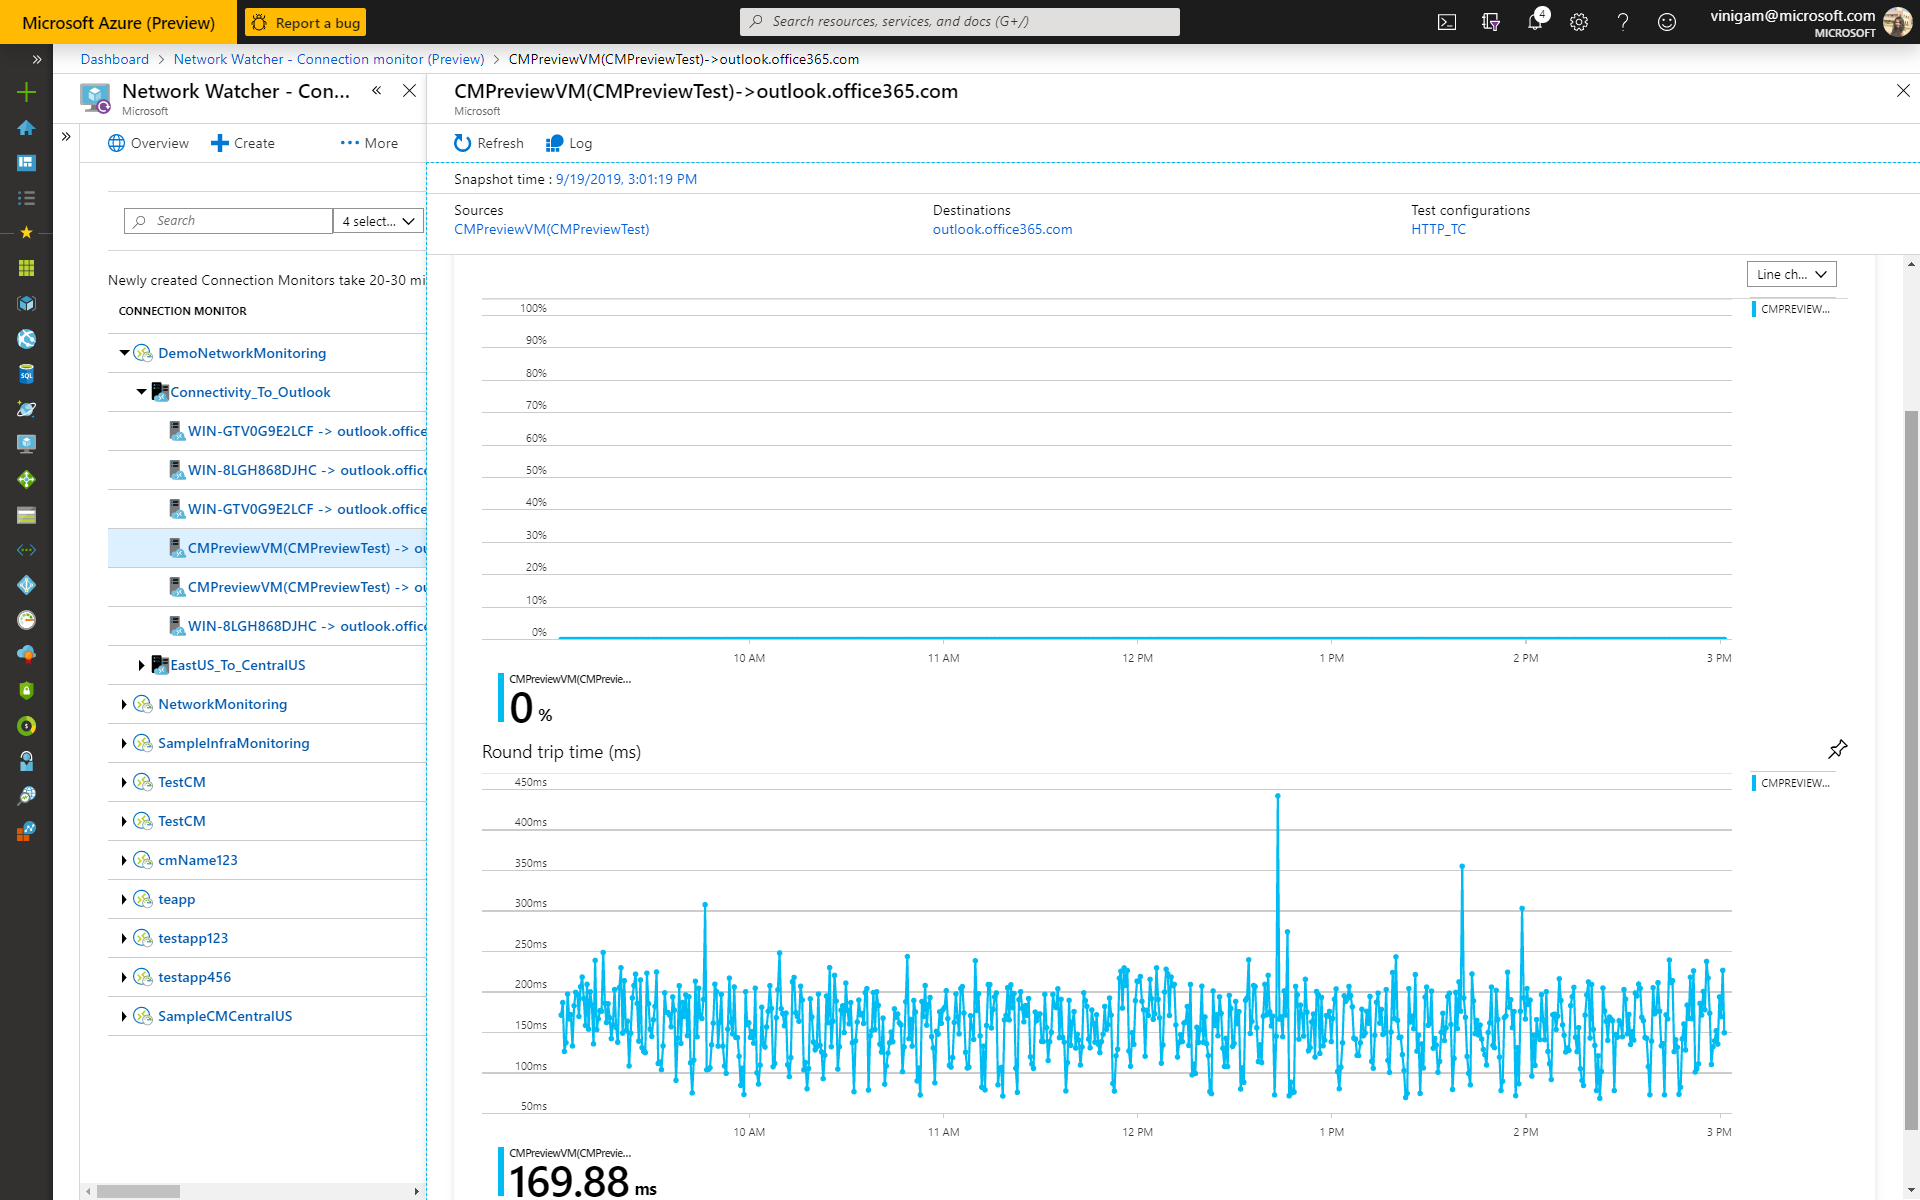 Microsoft Azure (Preview)
Report a bug
Search resources, services, and docs (G+/)
4
vinigam@microsoft.com
MICROSOFT
Dashboard > Network Watcher - Connection monitor (Preview) > CMPreviewVM(CMPreviewTest)->outlook.office365.com
Network Watcher - Con...
Microsoft
Overview
Create
More
Search
4 select...
Newly created Connection Monitors take 20-30 mi
CONNECTION MONITOR
DemoNetworkMonitoring
Connectivity_To_Outlook
WIN-GTV0G9E2LCF -> outlook.office
WIN-8LGH868DJHC -> outlook.offic
WIN-GTV0G9E2LCF -> outlook.office
CMPreviewVM(CMPreviewTest) -> ou
CMPreviewVM(CMPreviewTest) -> ou
WIN-8LGH868DJHC -> outlook.offic
EastUS_To_CentralUS
NetworkMonitoring
SampleInfraMonitoring
TestCM
TestCM
cmName123
teapp
testapp123
testapp456
SampleCMCentralUS
CMPreviewVM(CMPreviewTest)->outlook.office365.com
Microsoft
Refresh
Log
Snapshot time : 9/19/2019, 3:01:19 PM
Sources
CMPreviewVM(CMPreviewTest)
Destinations
outlook.office365.com
Test configurations
HTTP_TC
Line ch...
CMPREVIEW...
100%
90%
80%
70%
60%
50%
40%
30%
20%
10%
0%
10 AM 11 AM 12 PM 1 PM 2 PM 3 PM
CMPreviewVM(CMPrevie...
0 %
Round trip time (ms)
CMPREVIEW...
450ms
400ms
350ms
300ms
250ms
200ms
150ms
100ms
50ms
10 AM 11 AM 12 PM 1 PM 2 PM 3 PM
CMPreviewVM(CMPrevie...
169.88 ms